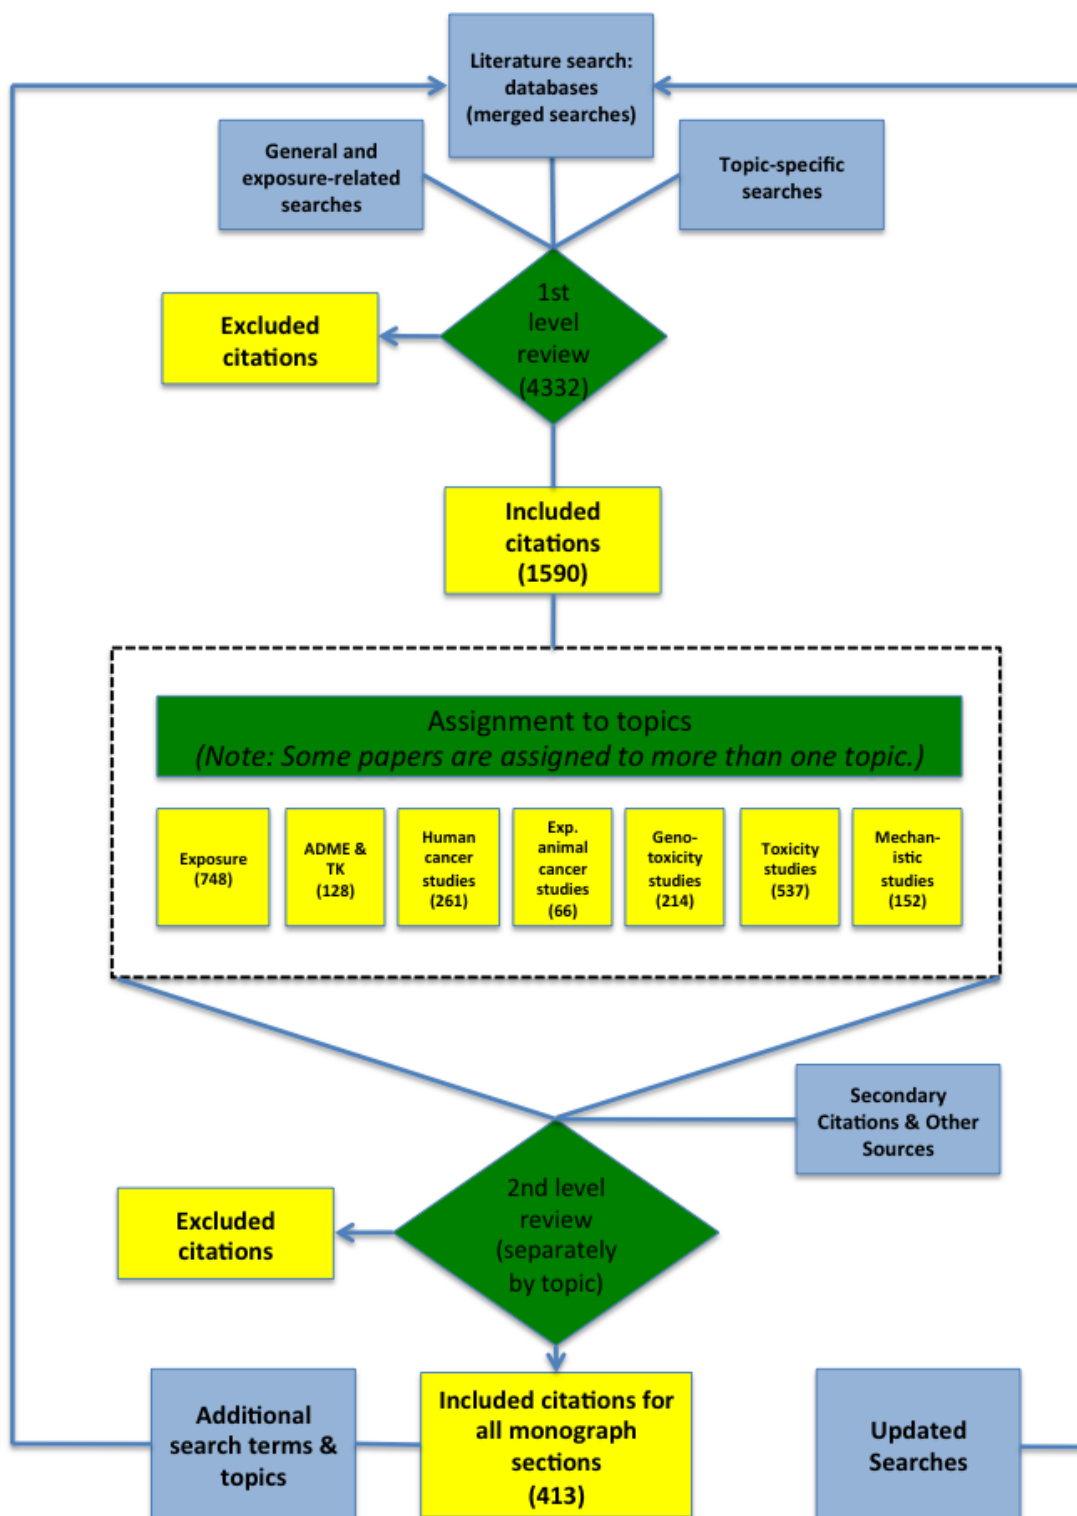 Literature search:
databases
(merged searches)
General and
exposure-related
searches
Topic-specific
searches
1st
level
review
(4332)
Excluded
citations
Included
citations
(1590)
Assignment to topics
(Note: Some papers are assigned to more than one topic.)
Exposure
(748)
ADME &
TK
(128)
Human
cancer
studies
(261)
Exp.
animal
cancer
studies
(66)
Geno-
toxicity
studies
(214)
Toxicity
studies
(537)
Mechan-
istic
studies
(152)
Secondary
Citations & Other
Sources
2nd level
review
(separately
by topic)
Excluded
citations
Additional
search terms &
topics
Included citations for
all monograph
sections
(413)
Updated
Searches